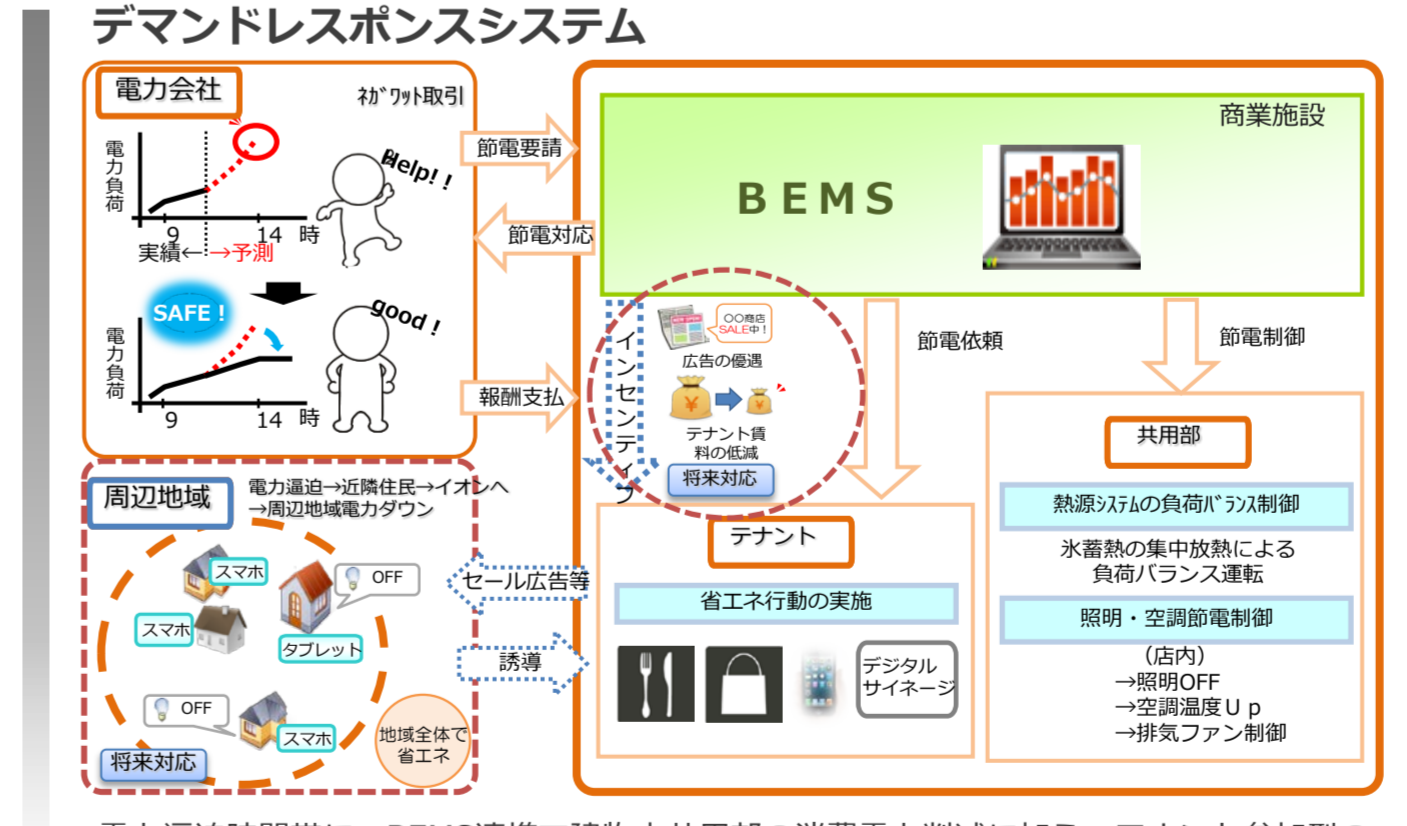 デマンドレスポンスシステム
電力会社
ﾈｶﾞﾜｯﾄ取引
電力負荷
Help!！
9
14
時
実績←
→予測
SAFE！
good！
電力負荷
9
14
時
節電要請
節電対応
報酬支払
商業施設
ＢＥＭＳ
インセンティブ
〇〇商店
SALE中！
広告の優遇
テナント賃
料の低減
将来対応
節電依頼
節電制御
周辺地域
電力逼迫→近隣住民→イオンへ
→周辺地域電力ダウン
スマホ
OFF
スマホ
タブレット
OFF
スマホ
地域全体で
省エネ
将来対応
セール広告等
誘導
テナント
省エネ行動の実施
デジタル
サイネージ
共用部
熱源ｼｽﾃﾑの負荷ﾊﾞﾗﾝｽ制御
氷蓄熱の集中放熱による
負荷バランス運転
照明・空調節電制御
（店内）
→照明OFF
→空調温度Ｕｐ
→排気ファン制御